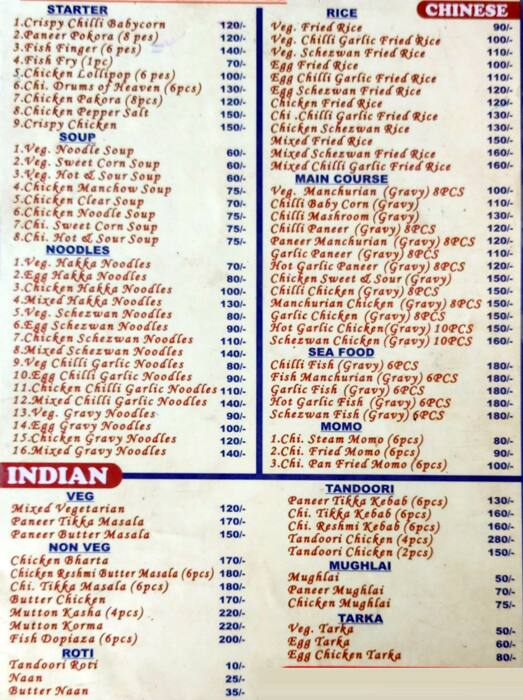 CHINESE
STARTER
1.Crispy Chilli Babycorn 120/-
2.Paneer Pokora (8 pes) 120/-
3.Fish Finger (6 pes) 140/-
4.Fish Fry (1pc) 70/-
5.Chicken Lollipop (6 pes) 100/-
6.Chi. Drums of Heaven (6pcs) 130/-
7.Chicken Pakora (8pcs) 120/-
8.Chicken Pepper Salt 150/-
9.Crispy Chicken 150/-
SOUP
1.Veg. Noodle Soup 60/-
2.Veg. Sweet Corn Soup 60/-
3.Veg. Hot & Sour Soup 60/-
4.Chicken Manchow Soup 75/-
5.Chicken Clear Soup 70/-
6.Chicken Noodle Soup 75/-
7.Chi. Sweet Corn Soup 75/-
8.Chi. Hot & Sour Soup 75/-
NOODLES
1.Veg. Hakka Noodles 70/-
2.Egg Hakka Noodles 80/-
3.Chicken Hakka Noodles 100/-
4.Mixed Hakka Noodles 130/-
5.Veg. Schezwan Noodles 80/-
6.Egg Schezwan Noodles 90/-
7.Chicken Schezwan Noodles 110/-
8.Mixed Schezwan Noodles 140/-
9.Veg Chilli Garlic Noodles 80/-
10.Egg Chilli Garlic Noodles 90/-
11.Chicken Chilli Garlic Noodles 110/-
12.Mixed Chilli Garlic Noodles 140/-
13.Veg. Gravy Noodles 90/-
14.Egg Gravy Noodles 100/-
15.Chicken Gravy Noodles 120/-
16.Mixed Gravy Noodles 140/-
RICE
Veg. Fried Rice 90/-
Veg. Chilli Garlic Fried Rice 100/-
Veg. Schezwan Fried Rice 110/-
Egg Fried Rice 100/-
Egg Chilli Garlic Fried Rice 110/-
Egg Schezwan Fried Rice 120/-
Chicken Fried Rice 120/-
Chi .Chilli Garlic Fried Rice 130/-
Chicken Schezwan Rice 130/-
Mixed Fried Rice 150/-
Mixed Schezwan Fried Rice 160/-
Mixed Chilli Garlic Fried Rice 160/-
MAIN COURSE
Veg. Manchurian (Gravy) 8PCS 100/-
Chilli Baby Corn (Gravy) 110/-
Chilli Mashroom (Gravy) 130/-
Chilli Paneer (Gravy) 8PCS 120/-
Paneer Manchurian (Gravy) 8PCS 120/-
Garlic Paneer (Gravy) 8PCS 110/-
Hot Garlic Paneer (Gravy) 8PCS 120/-
Chicken Sweet & Sour (Gravy) 150/-
Chilli Chicken (Gravy) 8PCS 150/-
Manchurian Chicken (Gravy) 8PCS 150/-
Garlic Chicken (Gravy) 8PCS 150/-
Hot Garlic Chicken(Gravy) 10PCS 150/-
Schezwan Chicken (Gravy) 10PCS 160/-
SEA FOOD
Chilli Fish (Gravy) 6PCS 180/-
Fish Manchurian (Gravy) 6PCS 180/-
Garlic Fish (Gravy) 6PCS 180/-
Hot Garlic Fish (Gravy) 6PCS 180/-
Schezwan Fish (Gravy) 6PCS 180/-
MOMO
1.Chi. Steam Momo (6pcs) 80/-
2.Chi. Fried Momo (6pcs) 90/-
3.Chi. Pan Fried Momo (6pcs) 100/-
INDIAN
VEG
Mixed Vegetarian 120/-
Paneer Tikka Masala 170/-
Paneer Butter Masala 150/-
NON VEG
Chicken Bharta 170/-
Chicken Reshmi Butter Masala (6pcs) 180/-
Chi. Tikka Masala (6pcs) 180/-
Butter Chicken 170/-
Mutton Kasha (4pcs) 220/-
Mutton Korma 220/-
Fish Dopiaza (6pcs) 200/-
ROTI
Tandoori Roti 10/-
Naan 25/-
Butter Naan 35/-
TANDOORI
Paneer Tikka Kebab (6pcs) 130/-
Chi. Tikka Kebab (6pcs) 160/-
Chi. Reshmi Kebab (6pcs) 160/-
Tandoori Chicken (4pcs) 280/-
Tandoori Chicken (2pcs) 150/-
MUGHLAI
Mughlai 50/-
Paneer Mughlai 70/-
Chicken Mughlai 75/-
TARKA
Veg. Tarka 50/-
Egg Tarka 60/-
Egg Chicken Tarka 80/-